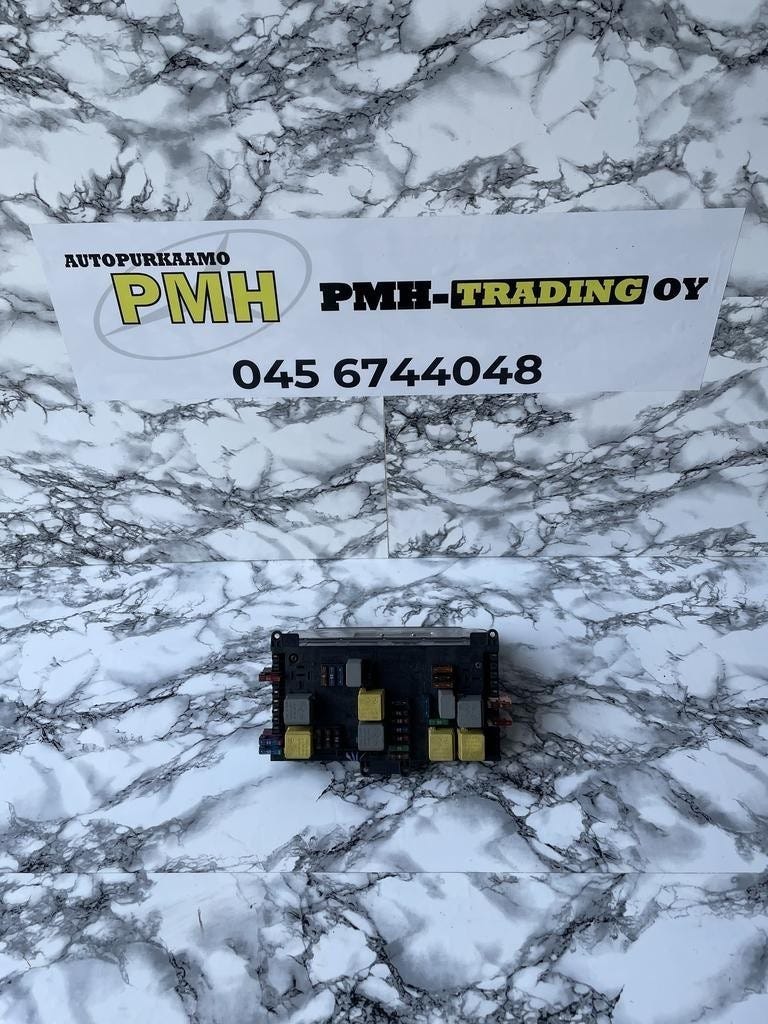 AUTOPURKAAMO
PMH
PMH-TRADING OY
045 6744048